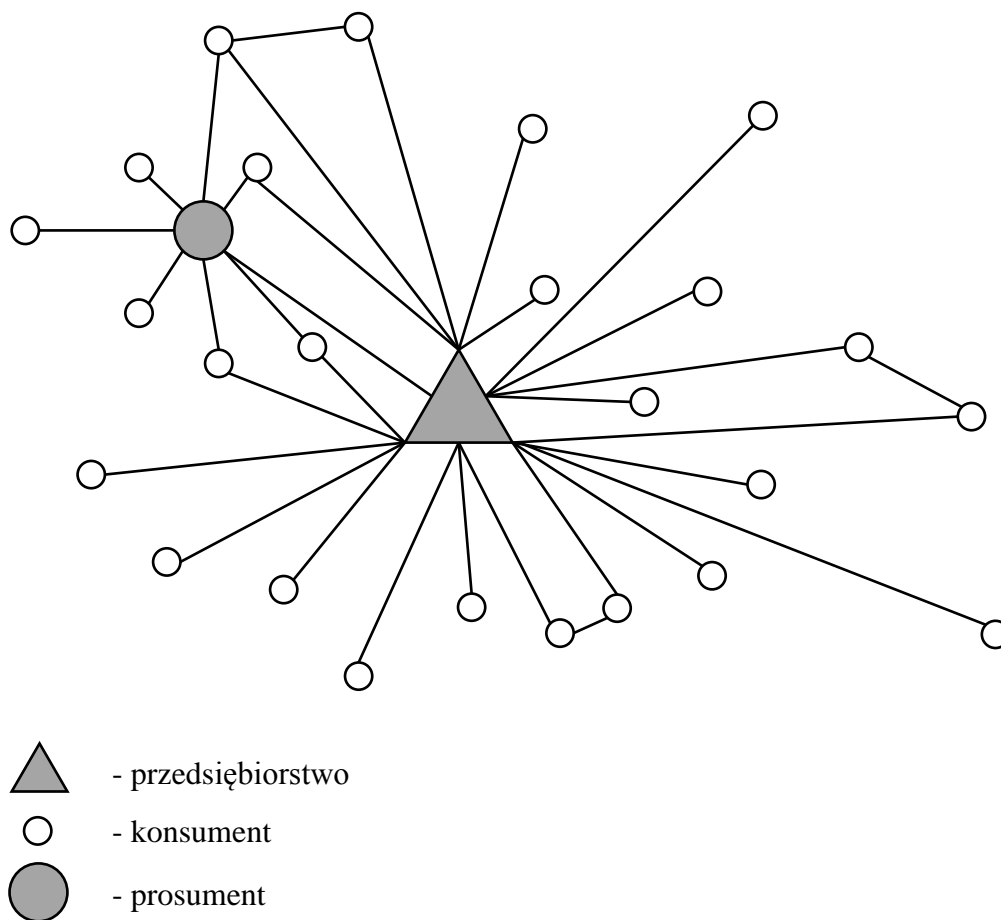 - przedsiębiorstwo
- konsument
- prosument